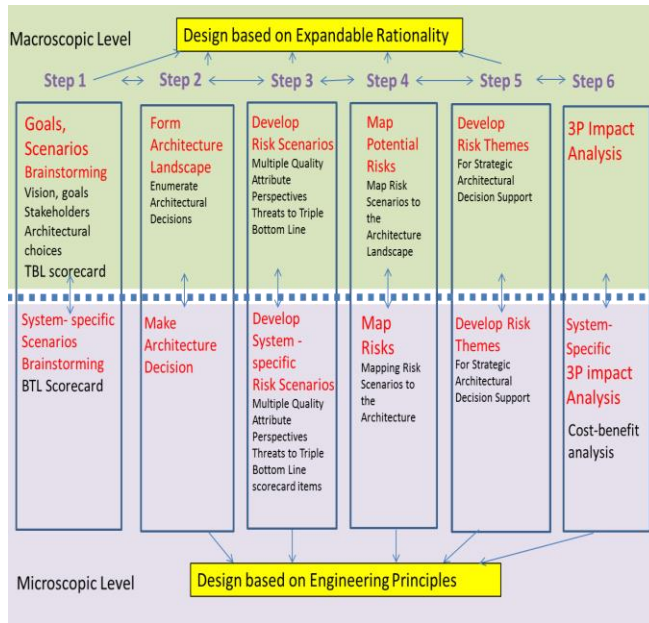 Macroscopic Level
Design based on Expandable Rationality
Step 1
Step 2
Step 3
Step 4
Step 5
Step 6
Goals,
Scenarios
Brainstorming
Vision, goals
Stakeholders
Architectural
choices
TBL scorecard
Form
Architecture
Landscape
Enumerate
Architectural
Decisions
Develop
Risk Scenarios
Multiple Quality
Attribute
Perspectives
Threats to Triple
Bottom Line
Map
Potential
Risks
Map Risk
Scenarios to
the
Architecture
Landscape
Develop
Risk Themes
For Strategic
Architectural
Decision Support
3P Impact
Analysis
System- specific
Scenarios
Brainstorming
BTL Scorecard
Make
Architecture
Decision
Develop
System -
specific
Risk Scenarios
Multiple Quality
Attribute
Perspectives
Threats to Triple
Bottom Line
scorecard items
Map
Risks
Mapping Risk
Scenarios to
the
Architecture
Develop Risk
Themes
For Strategic
Architectural
Decision Support
System-
Specific
3P impact
Analysis
Cost-benefit
analysis
Microscopic Level
Design based on Engineering Principles